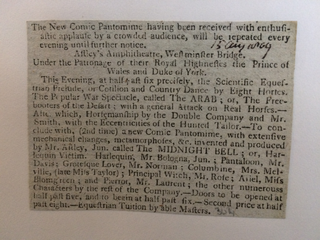 The New Comic Pantomime having been received with enthusi-
astic applause by a crowded audience, will be repeated every
evening until further notice.
Astley's Amphitheatre, Westminster Bridge.
Under the Patronage of their Royal Highnesses the Prince of
Wales and Duke of York.
This Evening, at half past six precisely, the Scientific Eques-
trian Prelude, or Cotilion and Country Dance by Eight Horses.
The Popular War Spectacle, called The ARAB; or, The Free-
booters of the Desert; with a general Attack on Real Horses.—
Also, which, Horsemanship by the Double Company and Mr.
Smith, with the Eccentricities of the Hunted Tailor.—To con-
clude with, (2nd time) a new Comic Pantomime, with extensive
mechanical changes, metamorphoses, &c. invented and produced
by Mr. Astley, Jun. called The MIDNIGHT BELL; or, Har-
lequin Victim. Harlequin, Mr. Bologna, Jun.; Pantaloon, Mr.
Davis; Grotesque Lover, Mr. Norman; Columbine, Mrs. Mel-
ville, (late Miss Taylor); Principal Witch, Mr. Rofe; Ariel, Miss
Bloomgreen; and Pierrot, Mr. Laurent; the other numerous
Characters by the rest of the Company.—Doors to be opened at
half past five, and to begin at half past six.—Second price at half
past eight.—Equestrian Tuition by able Masters.